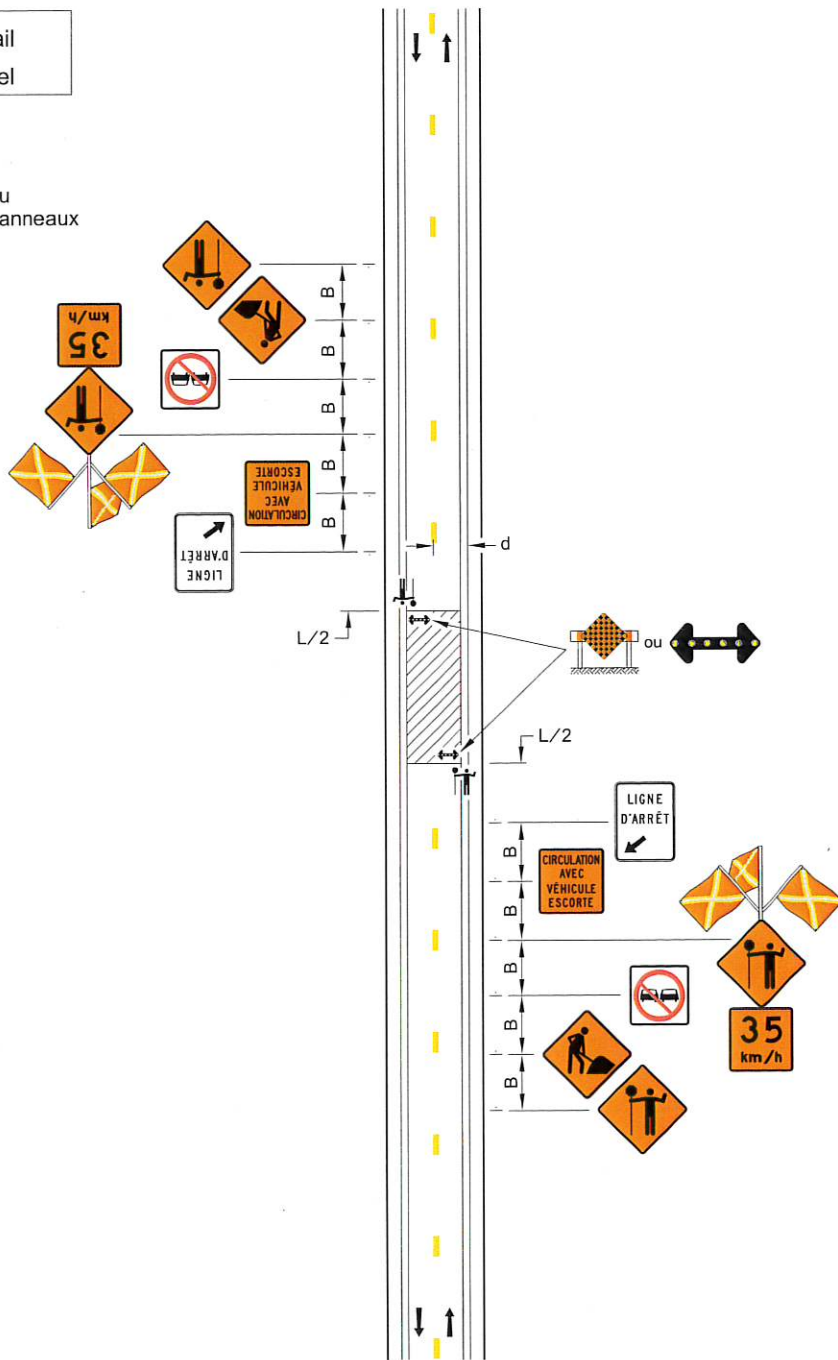 ail
el
u
anneaux
B
B
35
km/h
B
B
CIRCULATION
AVEC
VÉHICULE
ESCORTE
B
LIGNE
D'ARRÊT
d
L/2
ou
L/2
LIGNE
D'ARRÊT
B
CIRCULATION
AVEC
VÉHICULE
ESCORTE
B
B
B
35
km/h
B